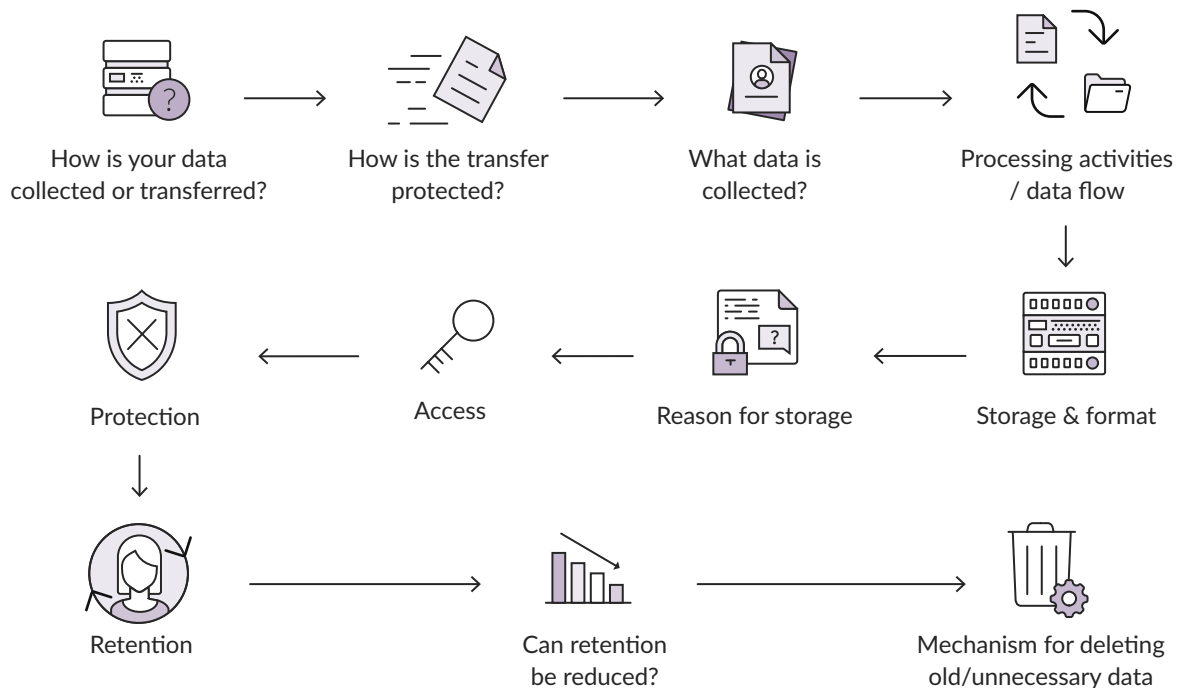 How is your data
collected or transferred?
How is the transfer
protected?
What data is
collected?
Processing activities
/ data flow
Storage & format
Reason for storage
Access
Protection
Retention
Can retention
be reduced?
Mechanism for deleting
old/unnecessary data